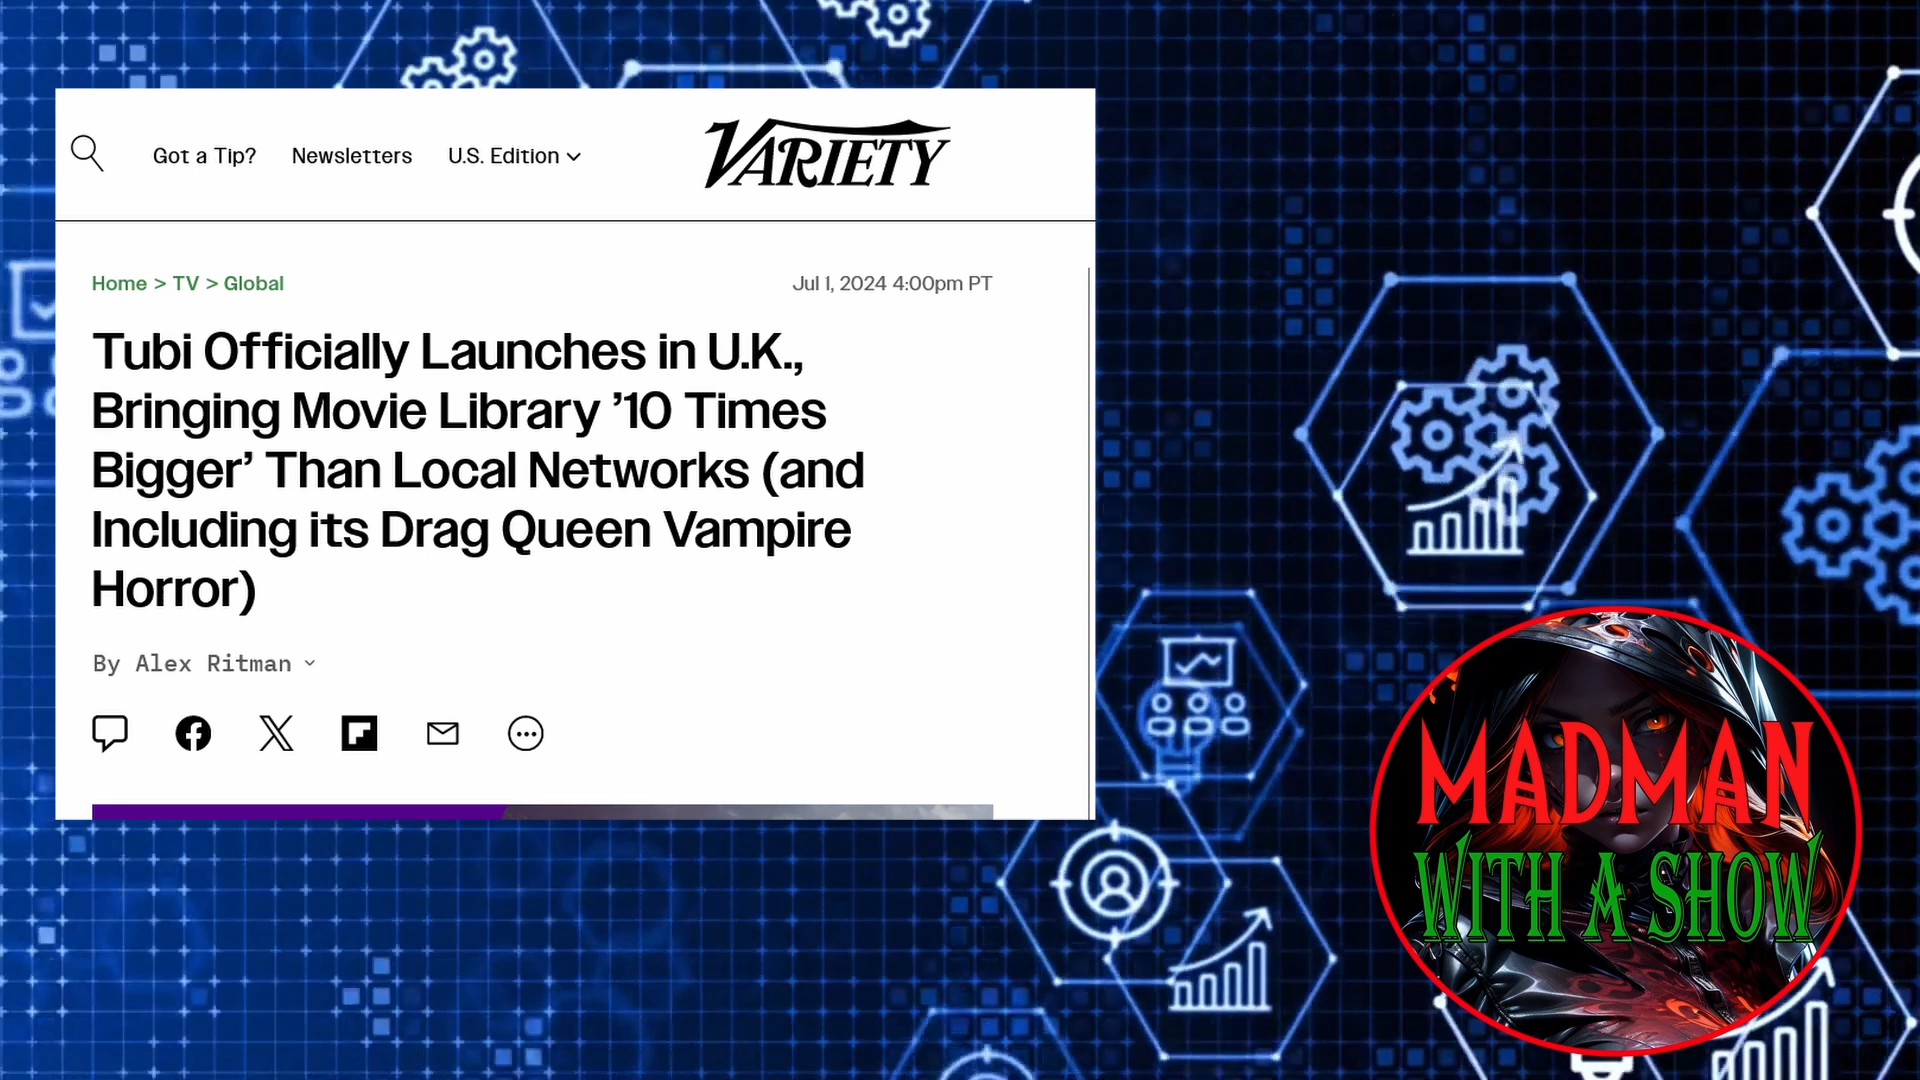 Got a Tip? Newsletters U.S. Edition VARIETY
Home > TV > Global Jul 1, 2024 4:00pm PT
Tubi Officially Launches in U.K.,
Bringing Movie Library ’10 Times
Bigger’ Than Local Networks (and
Including its Drag Queen Vampire
Horror)
By Alex Ritman
MADMAN
WITH A SHOW